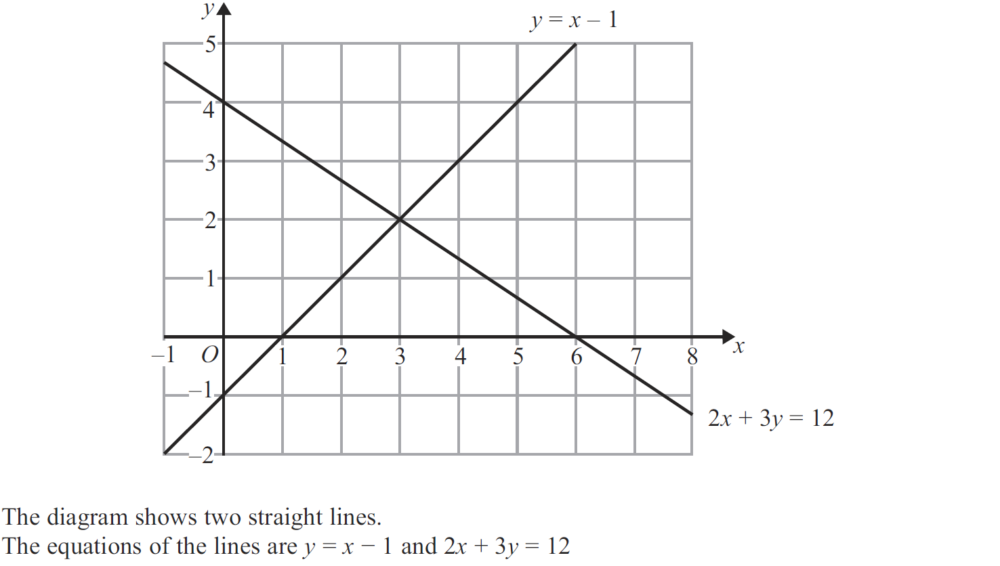 y
y = x – 1
5
4
3
2
1
–1 O 1 2 3 4 5 6 7 8 x
–1
2x + 3y = 12
–2
The diagram shows two straight lines.
The equations of the lines are y = x − 1 and 2x + 3y = 12